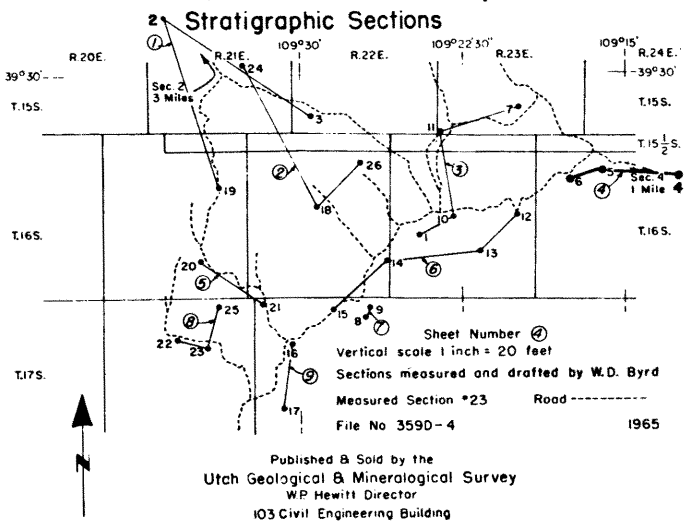 Stratigraphic Sections
2
109°30'
109°22'30"
109°15'
R.20E. R.21E. R.22E. R.23E. R.24E.
39°30' 39°30'
1
24
Sec. 2
3 Miles
3
7
T.15S. T.15S.
11
T.15½S.
26
2
3
5
6
Sec. 4
1 Mile
4
4
19
18
10
12
T.16S. T.16S.
1
13
14
6
20
5
21
25
8
15
9
8
7
22
23
16
Sheet Number 4
Vertical scale 1 inch = 20 feet
T.17S.
9
Sections measured and drafted by W.D. Byrd
Measured Section •23 Road
17
File No 359D-4 1965
N
Published & Sold by the
Utch Geological & Mineralogical Survey
W.P. Hewitt Director
103 Civil Engineering Building